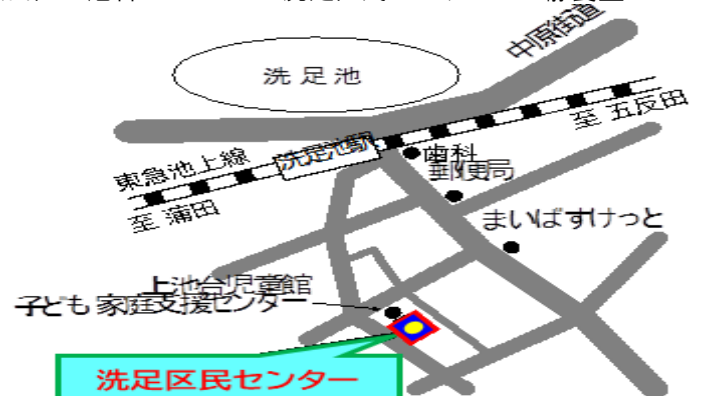 中原街道
洗足池
至 五反田
洗足池駅
東急池上線
歯科
郵便局
至 蒲田
まいばすけっと
上池台児童館
子ども家庭支援センター
洗足区民センター